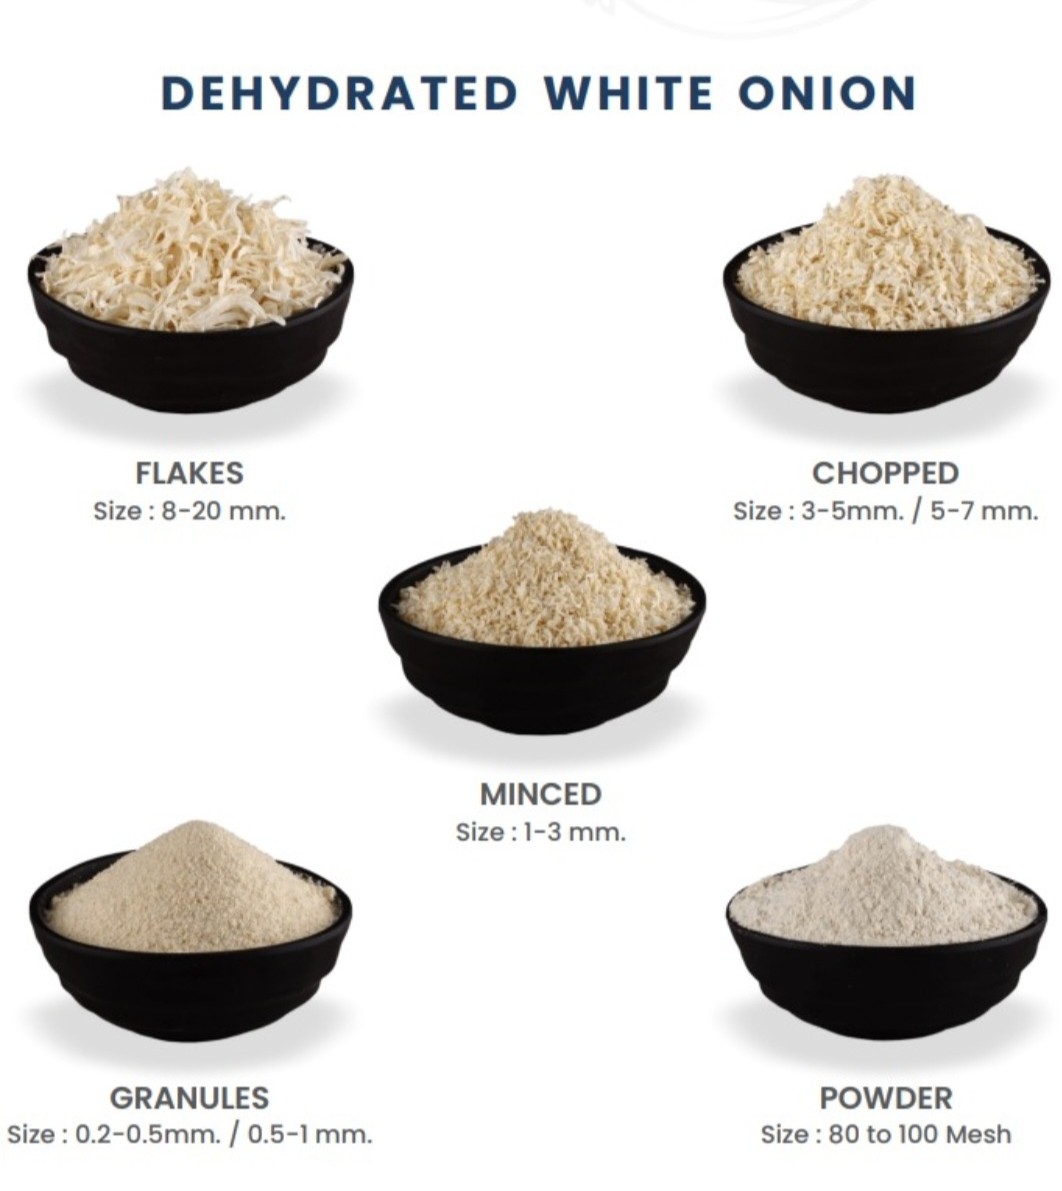 DEHYDRATED WHITE ONION
FLAKES
Size : 8-20 mm.
CHOPPED
Size : 3-5mm. / 5-7 mm.
MINCED
Size : 1-3 mm.
GRANULES
Size : 0.2-0.5mm. / 0.5-1 mm.
POWDER
Size : 80 to 100 Mesh